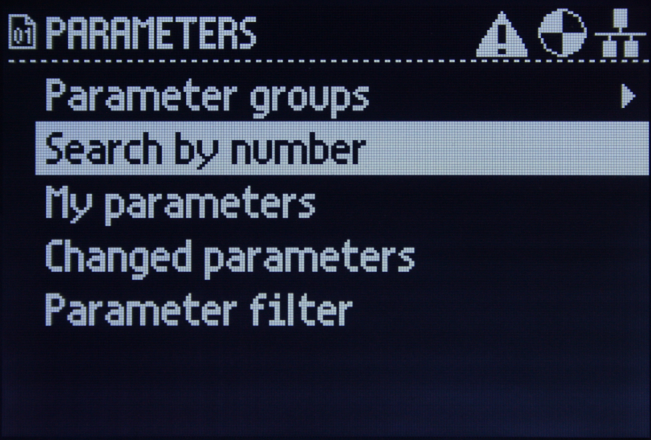 01 PARAMETERS
Parameter groups
Search by number
My parameters
Changed parameters
Parameter filter